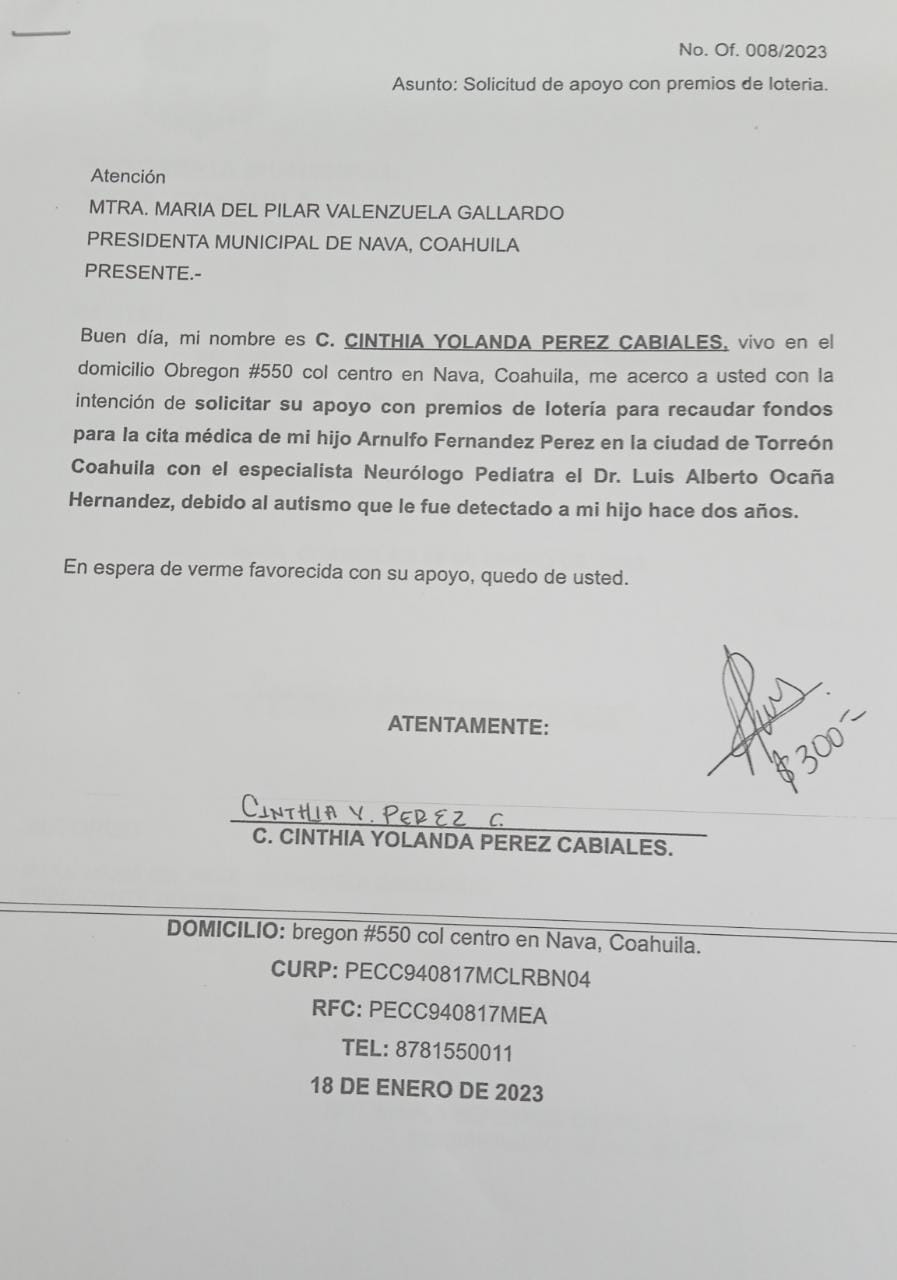 No. Of. 008/2023
Asunto: Solicitud de apoyo con premios de loteria.
Atención
MTRA. MARIA DEL PILAR VALENZUELA GALLARDO
PRESIDENTA MUNICIPAL DE NAVA, COAHUILA
PRESENTE.-
Buen día, mi nombre es C. CINTHIA YOLANDA PEREZ CABIALES, vivo en el
domicilio Obregon #550 col centro en Nava, Coahuila, me acerco a usted con la
intención de solicitar su apoyo con premios de lotería para recaudar fondos
para la cita médica de mi hijo Arnulfo Fernandez Perez en la ciudad de Torreón
Coahuila con el especialista Neurólogo Pediatra el Dr. Luis Alberto Ocaña
Hernandez, debido al autismo que le fue detectado a mi hijo hace dos años.
En espera de verme favorecida con su apoyo, quedo de usted.
ATENTAMENTE:
$300-
CINTHIA Y. PEREZ C.
C. CINTHIA YOLANDA PEREZ CABIALES.
DOMICILIO: bregon #550 col centro en Nava, Coahuila.
CURP: PECC940817MCLRBN04
RFC: PECC940817MEA
TEL: 8781550011
18 DE ENERO DE 2023